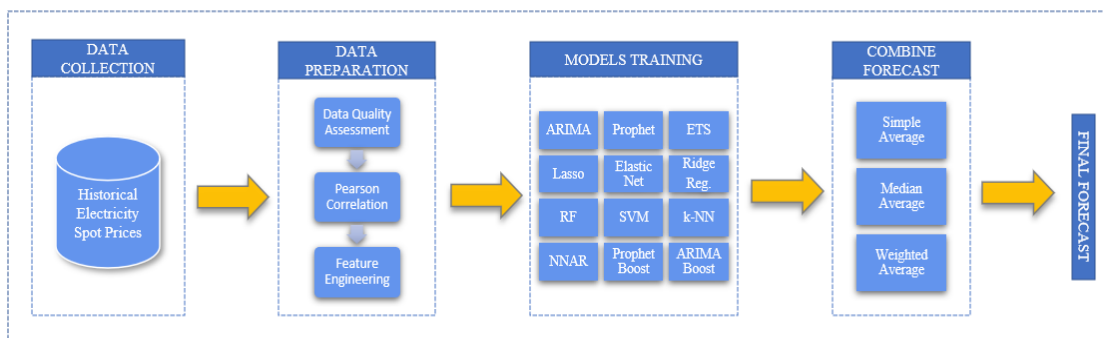 DATA
COLLECTION
Historical
Electricity
Spot Prices
DATA
PREPARATION
Data Quality
Assessment
Pearson
Correlation
Feature
Engineering
MODELS TRAINING
ARIMA
Prophet
ETS
Lasso
Elastic
Net
Ridge
Reg.
RF
SVM
k-NN
NNAR
Prophet
Boost
ARIMA
Boost
COMBINE
FORECAST
Simple
Average
Median
Average
Weighted
Average
FINAL FORECAST